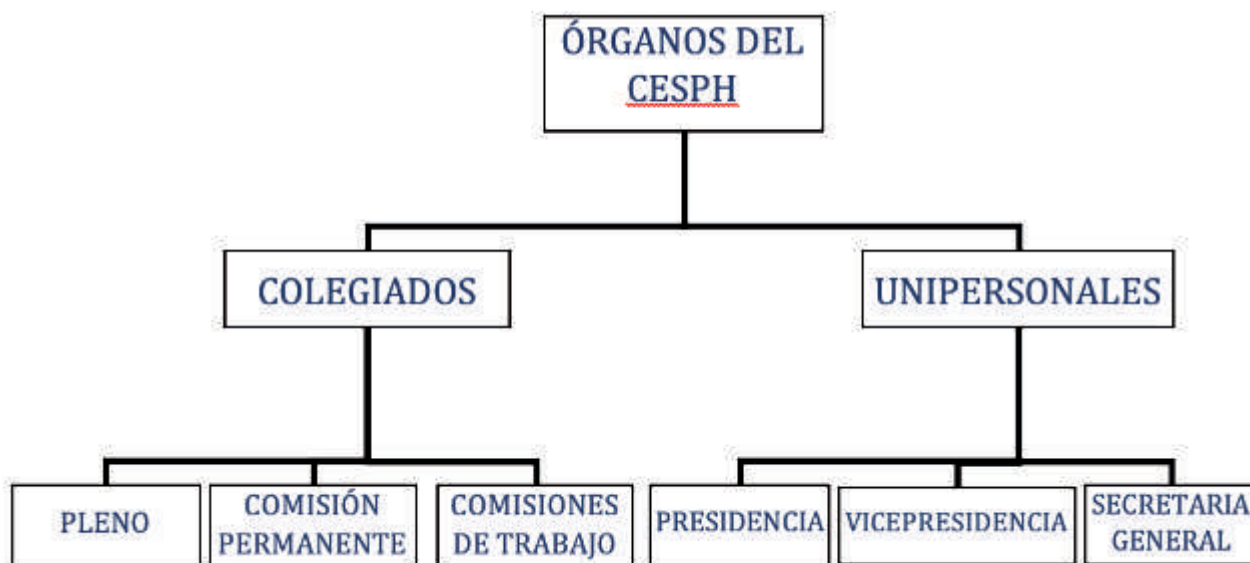 ÓRGANOS DEL
CESPH
COLEGIADOS
UNIPERSONALES
PLENO
COMISIÓN
PERMANENTE
COMISIONES
DE TRABAJO
PRESIDENCIA
VICEPRESIDENCIA
SECRETARIA
GENERAL